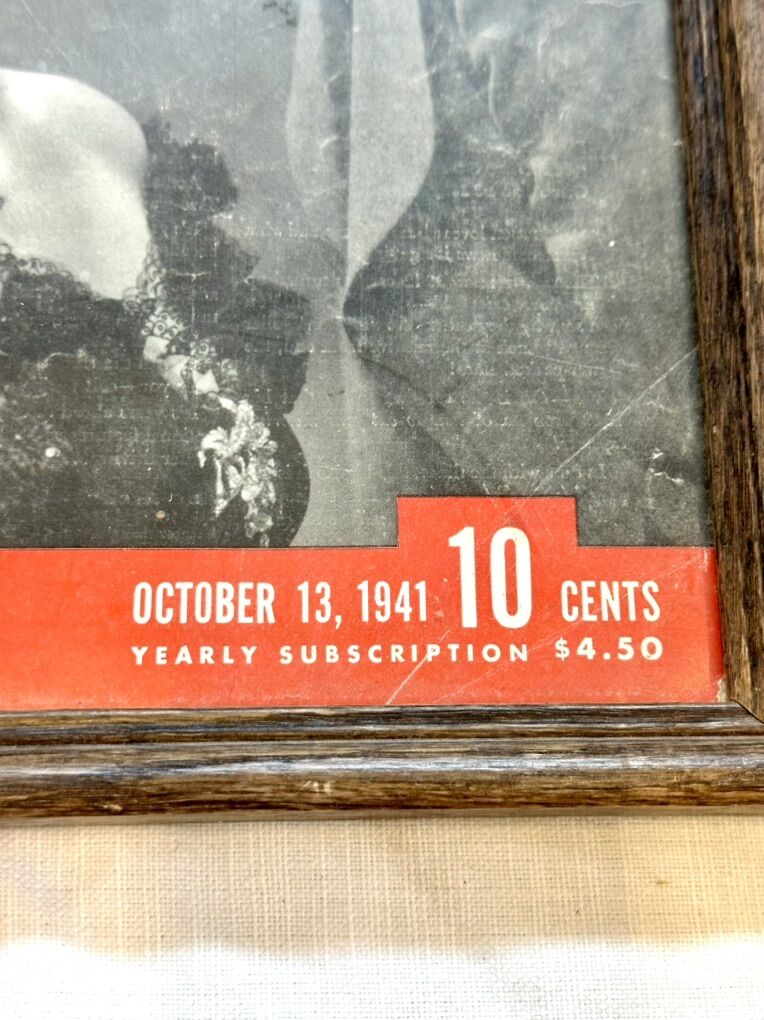 OCTOBER 13, 1941 10 CENTS
YEARLY SUBSCRIPTION $4.50